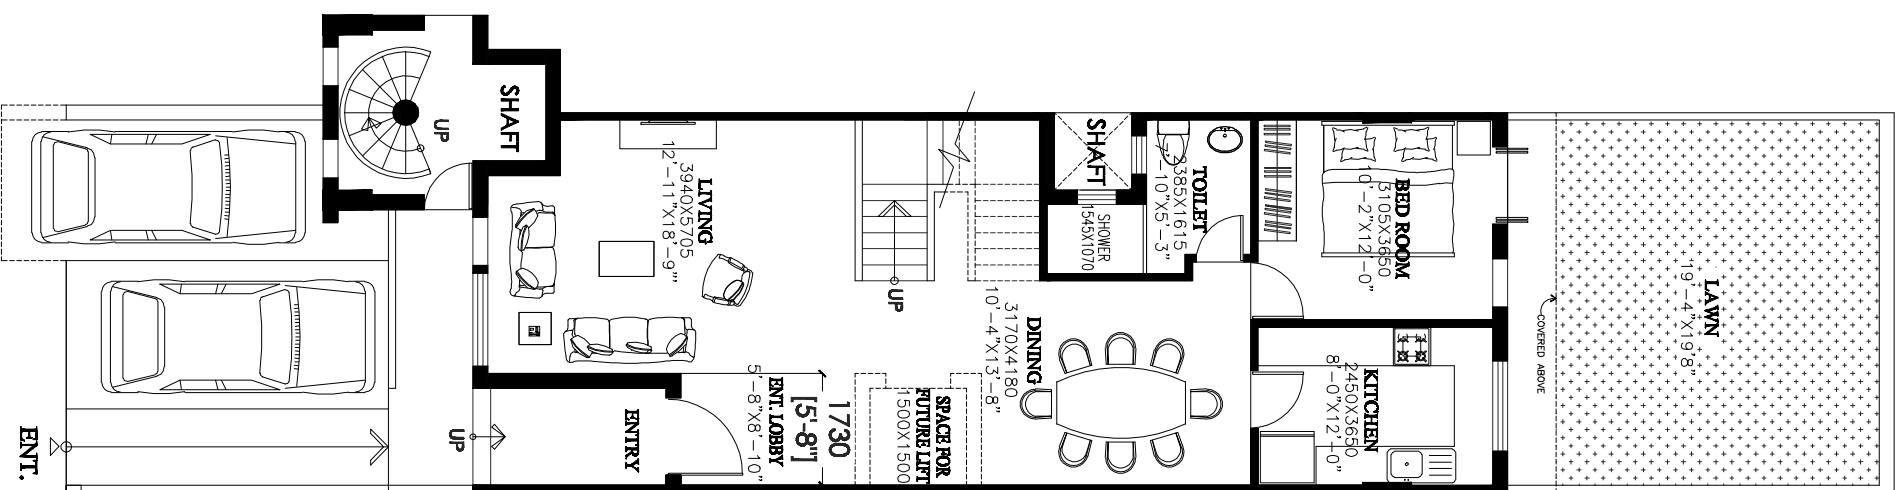 UP
SHAFT
LIVING
3940X5705
12'-11"X18'-9"
UP
SHAFT
SHOWER
1545X1070
TOILET
2385X1615
7'-10"X5'-3"
BED ROOM
3105X3650
10'-2"X12'-0"
LAWN
19'-4"X19'8"
COVERED ABOVE
DINING
3170X4180
10'-4"X13'-8"
KITCHEN
2450X3650
8'-0"X12'-0"
SPACE FOR
FUTURE LIFT
1500X1500
1730
[5'-8"]
ENT. LOBBY
5'-8"X8'-10"
ENTRY
UP
ENT.